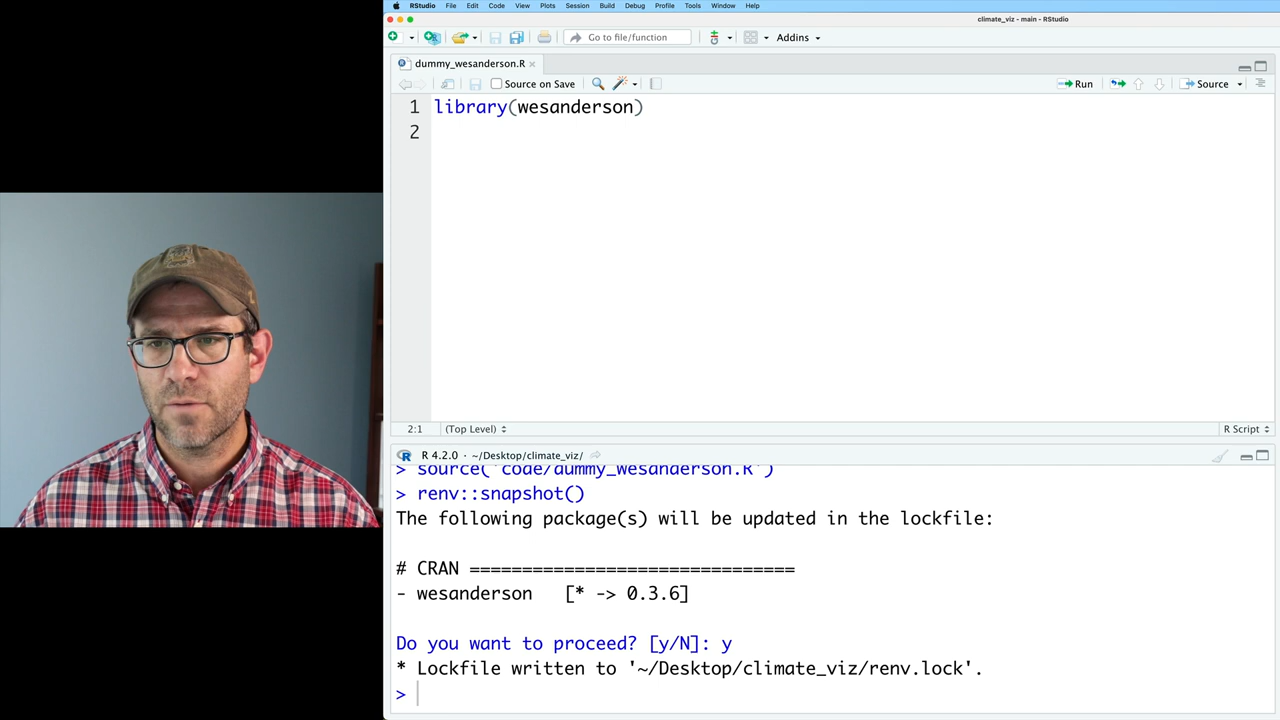 RStudio File Edit Code View Plots Session Build Debug Profile Tools Window Help
climate_viz - main - RStudio
Go to file/function Addins
dummy_wesanderson.R
Source on Save Run Source
1 library(wesanderson)
2
2:1 (Top Level) R Script
R 4.2.0 · ~/Desktop/climate_viz/
> source('code/dummy_wesanderson.R')
> renv::snapshot()
The following package(s) will be updated in the lockfile:
# CRAN ===============================
- wesanderson [* -> 0.3.6]
Do you want to proceed? [y/N]: y
* Lockfile written to '~/Desktop/climate_viz/renv.lock'.
>